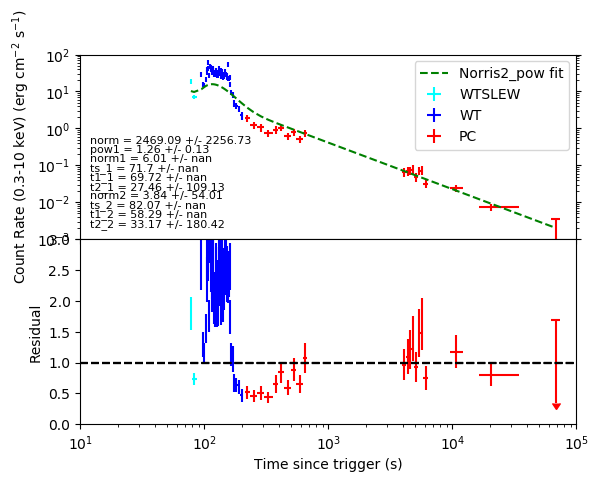 Count Rate (0.3-10 keV) (erg cm⁻² s⁻¹)
10²
10¹
10⁰
10⁻¹
10⁻²
10⁻³
Norris2_pow fit
WTSLEW
WT
PC
norm = 2469.09 +/- 2256.73
pow1 = 1.26 +/- 0.13
norm1 = 6.01 +/- nan
ts_1 = 71.7 +/- nan
t1_1 = 69.72 +/- nan
t2_1 = 27.46 +/- 109.13
norm2 = 3.84 +/- 54.01
ts_2 = 82.07 +/- nan
t1_2 = 58.29 +/- nan
t2_2 = 33.17 +/- 180.42
Residual
3.0
2.5
2.0
1.5
1.0
0.5
0.0
10¹
10²
10³
10⁴
10⁵
Time since trigger (s)